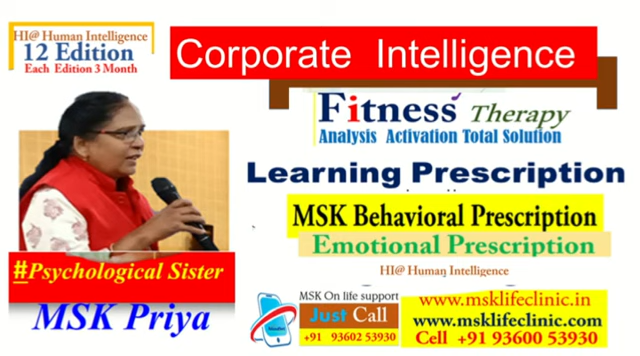 HI@ Human Intelligence
12 Edition
Each Edition 3 Month
Corporate Intelligence
Fitness Therapy
Analysis Activation Total Solution
Learning Prescription
MSK Behavioral Prescription
Emotional Prescription
HI@ Human Intelligence
#Psychological Sister
MSK Priya
MSK On life support
Just Call
+91 93602 53930
www.msklifeclinic.in
www.msklifeclinic.com
Cell +91 93600 53930